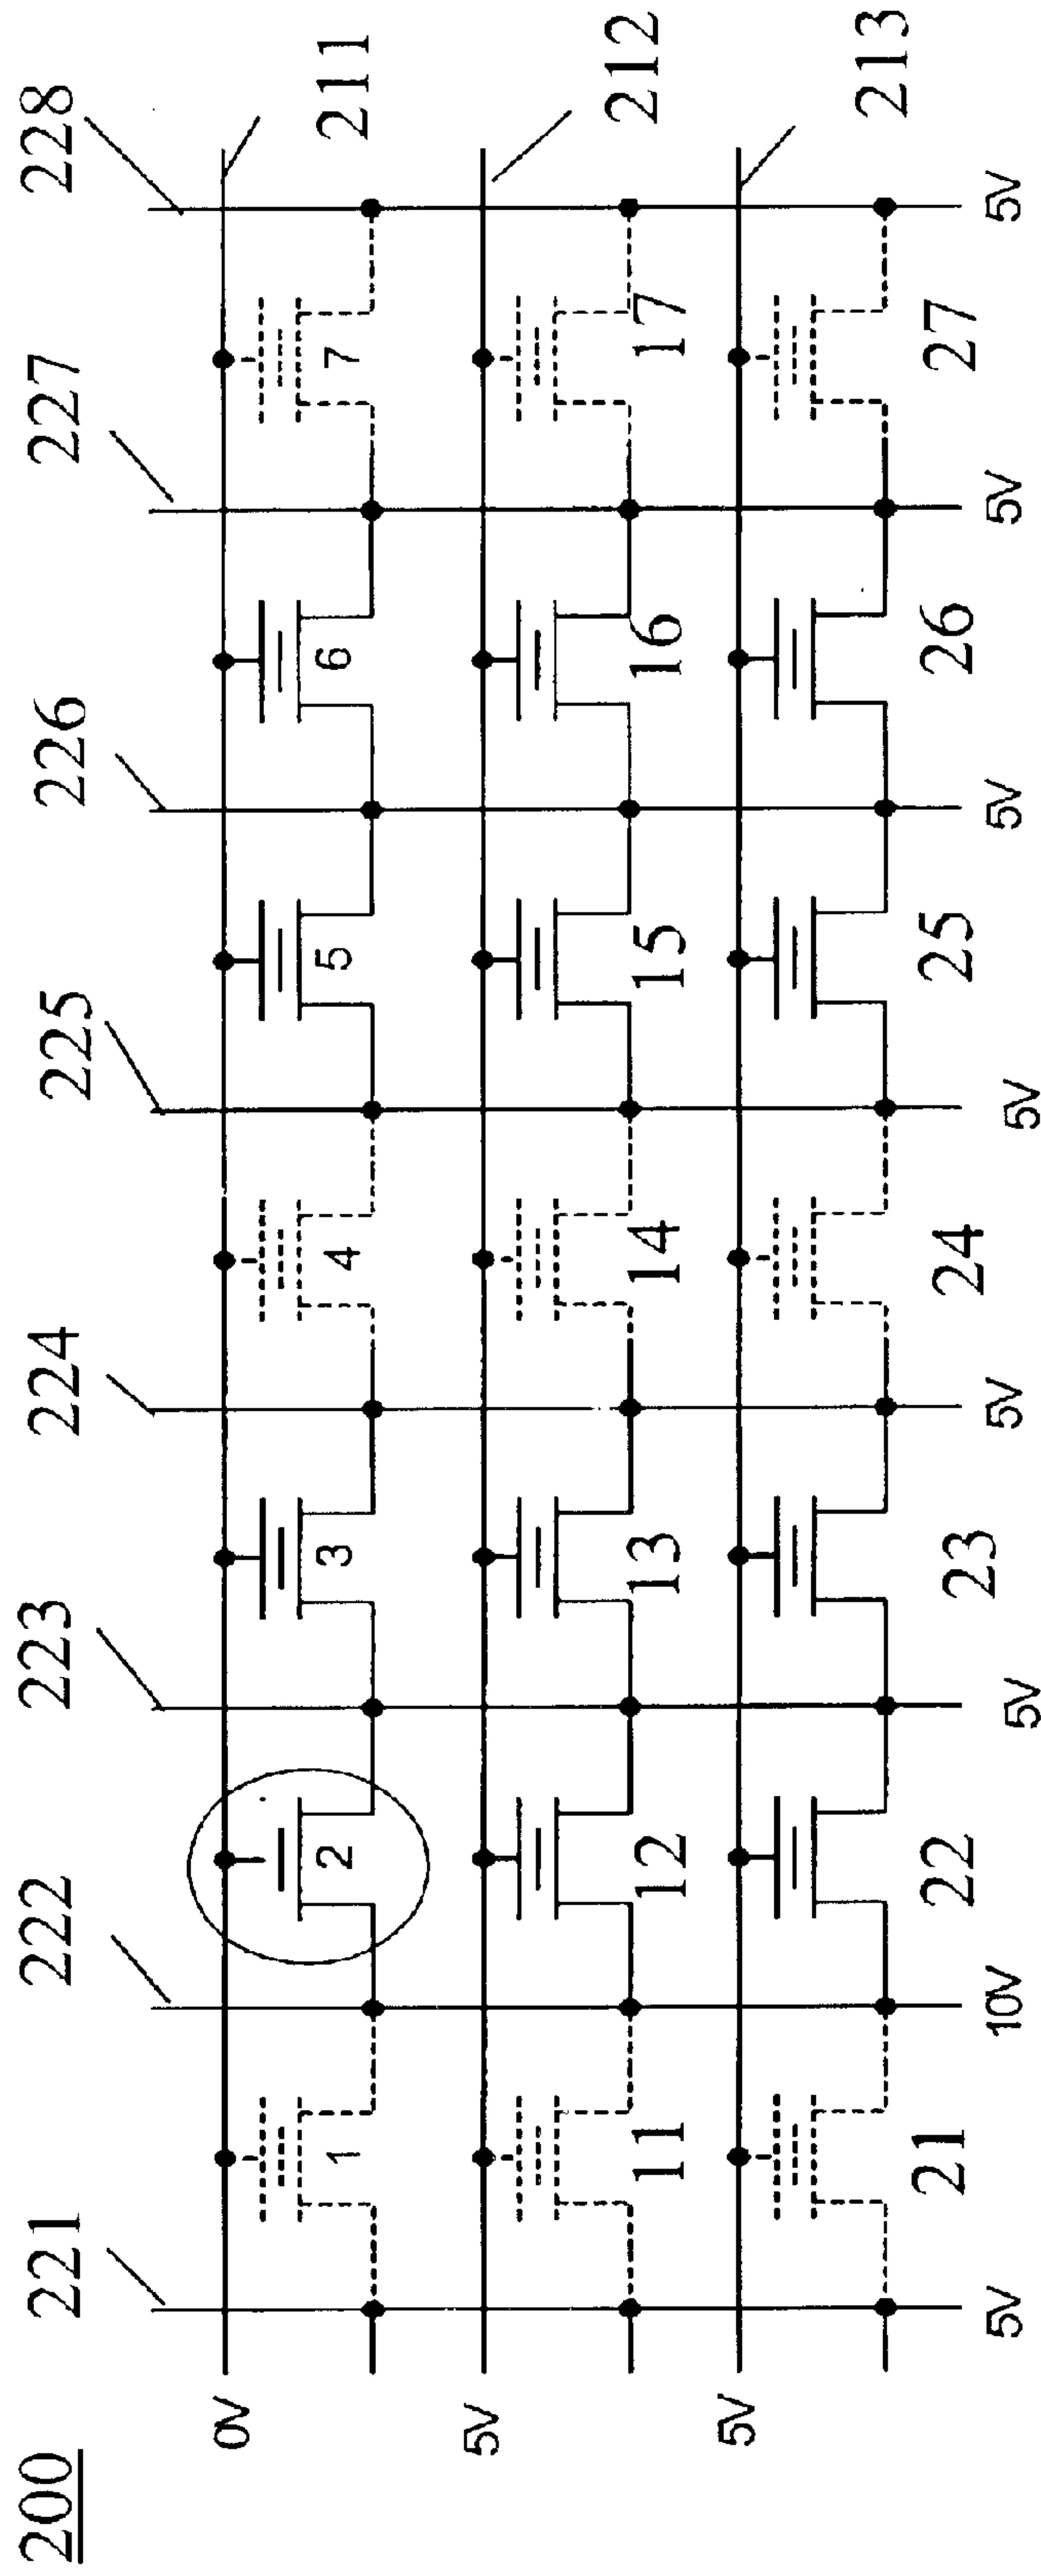 200
221 222 223 224 225 226 227 228
0V 1 2 3 4 5 6 7 211
5V 11 12 13 14 15 16 17 212
5V 21 22 23 24 25 26 27 213
5V 10V 5V 5V 5V 5V 5V 5V